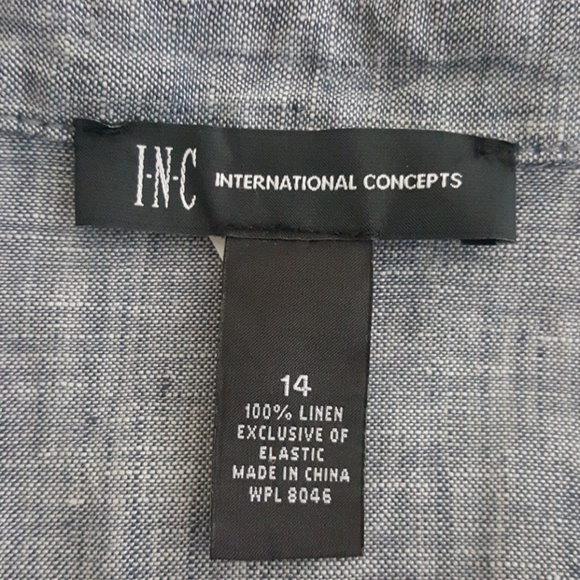 I-N-C INTERNATIONAL CONCEPTS
14
100% LINEN
EXCLUSIVE OF
ELASTIC
MADE IN CHINA
WPL 8046